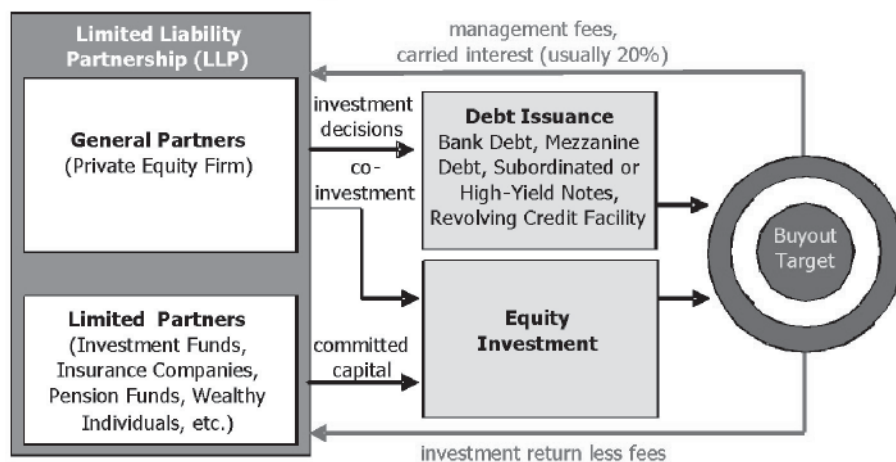 Limited Liability
Partnership (LLP)
General Partners
(Private Equity Firm)
Limited Partners
(Investment Funds,
Insurance Companies,
Pension Funds, Wealthy
Individuals, etc.)
management fees,
carried interest (usually 20%)
investment
decisions
co-
investment
committed
capital
Debt Issuance
Bank Debt, Mezzanine
Debt, Subordinated or
High-Yield Notes,
Revolving Credit Facility
Equity
Investment
Buyout
Target
investment return less fees